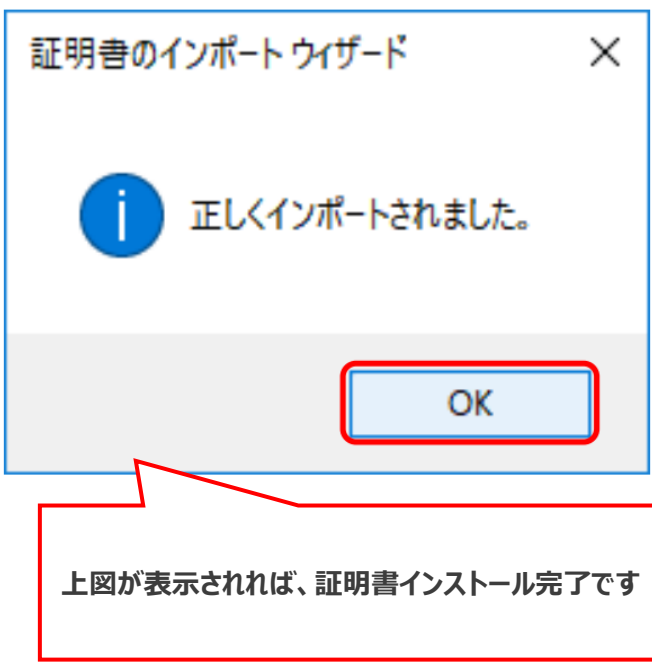 証明書のインポート ウィザード
正しくインポートされました。
OK
上図が表示されれば、証明書インストール完了です